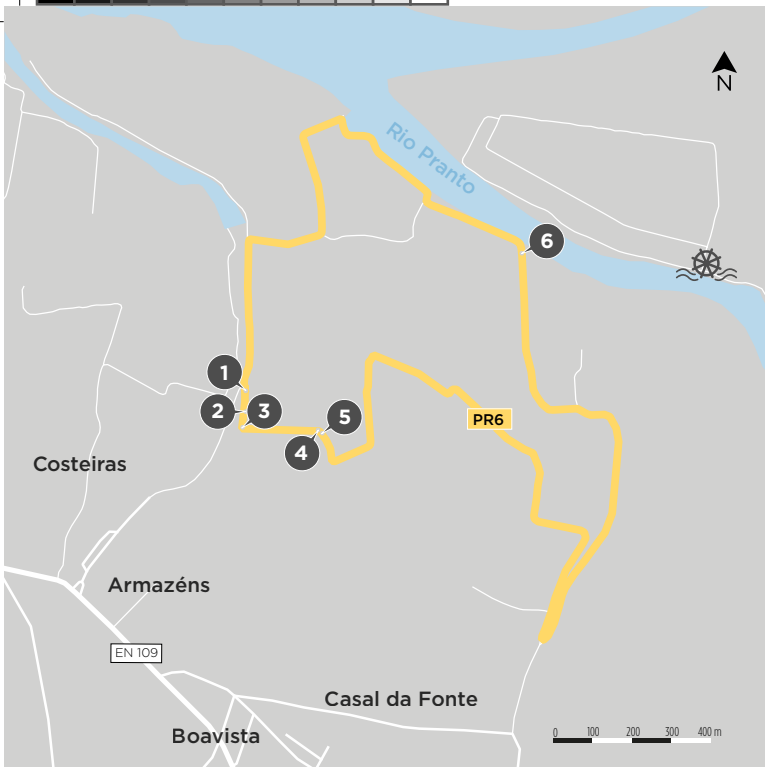 N
Rio Pranto
6
1
2
3
5
4
PR6
Costeiras
Armazéns
EN 109
Casal da Fonte
Boavista
0 100 200 300 400 m